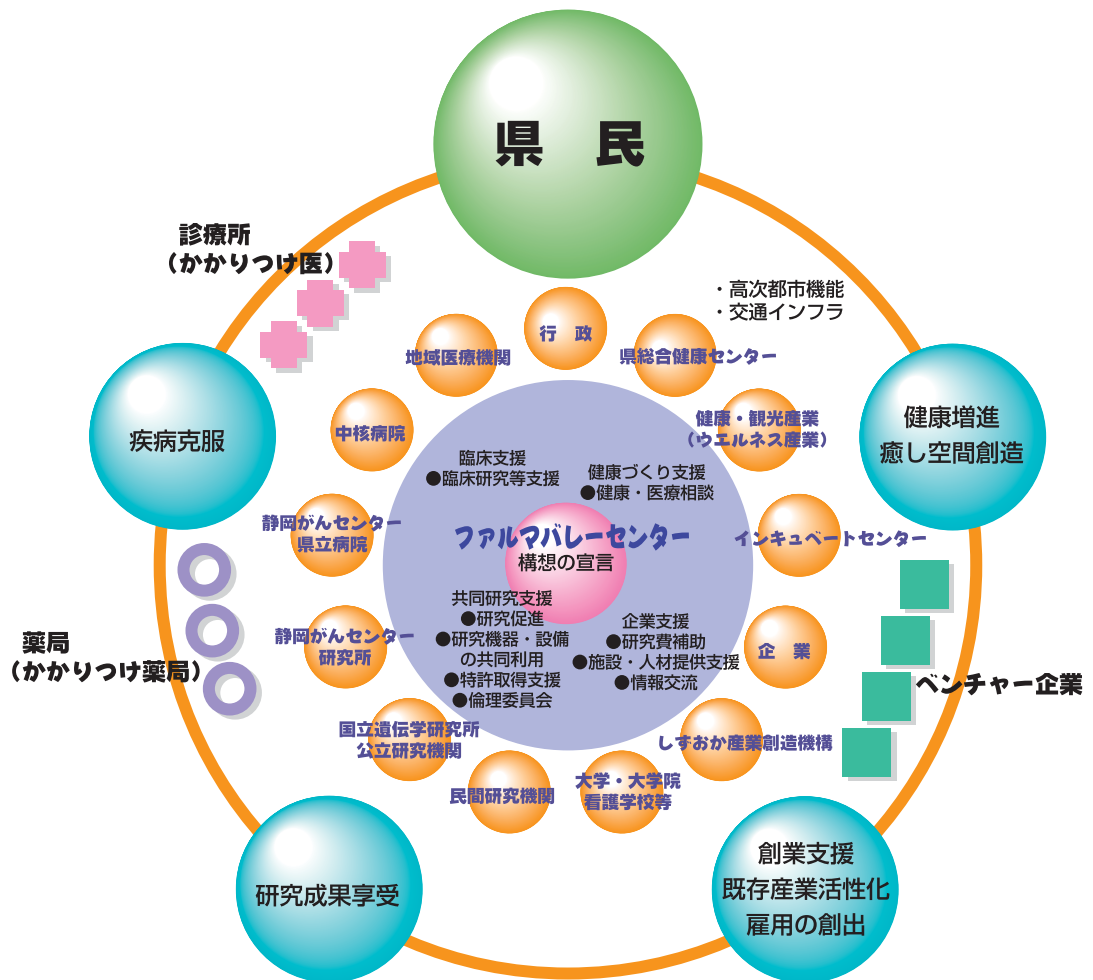 県　民
診療所
（かかりつけ医）
・高次都市機能
・交通インフラ
行　政
地域医療機関
県総合健康センター
中核病院
健康・観光産業
（ウエルネス産業）
疾病克服
健康増進
癒し空間創造
臨床支援
●臨床研究等支援
健康づくり支援
●健康・医療相談
静岡がんセンター
県立病院
ファルマバレーセンター
構想の宣言
インキュベートセンター
共同研究支援
●研究促進
●研究機器・設備
の共同利用
●特許取得支援
●倫理委員会
企業支援
●研究費補助
●施設・人材提供支援
●情報交流
静岡がんセンター
研究所
企　業
薬局
（かかりつけ薬局）
ベンチャー企業
国立遺伝学研究所
公立研究機関
しずおか産業創造機構
民間研究機関
大学・大学院
看護学校等
研究成果享受
創業支援
既存産業活性化
雇用の創出